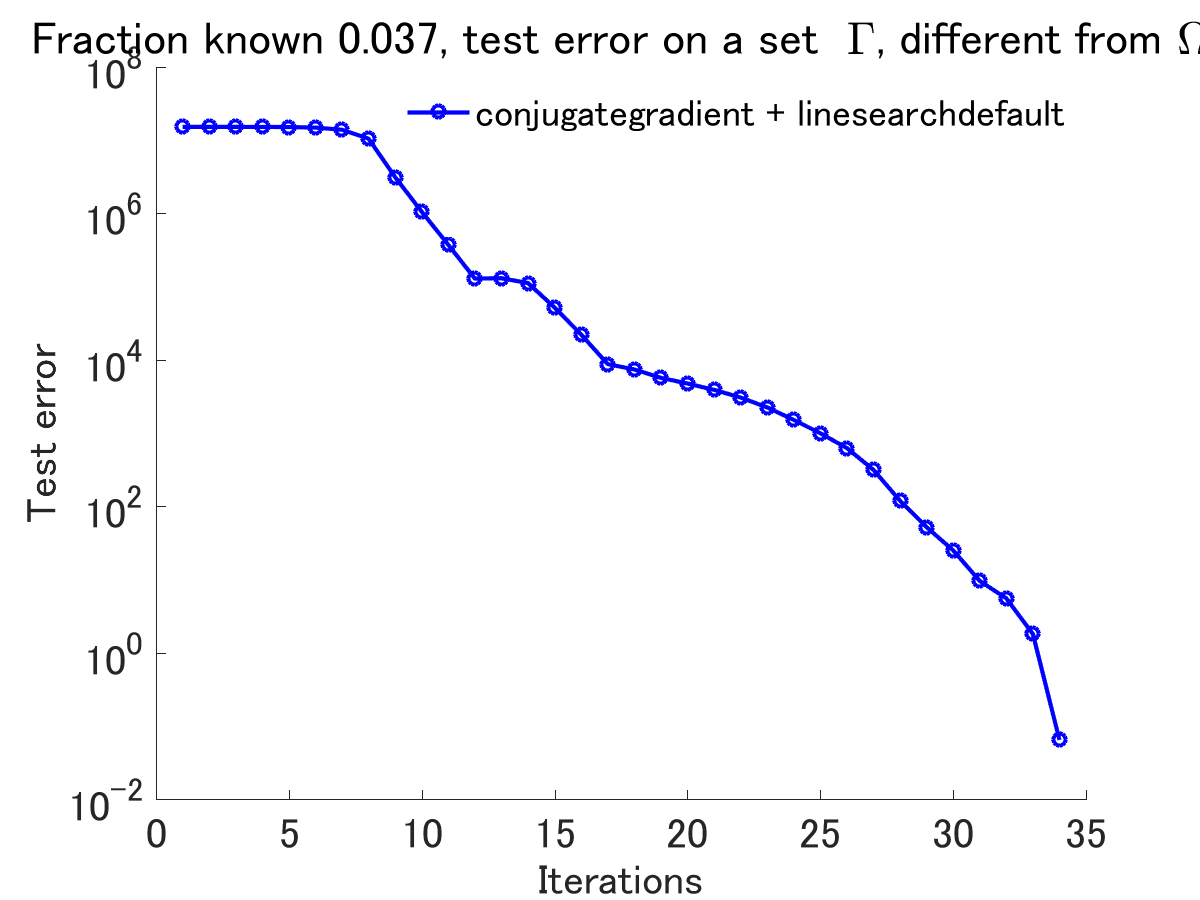 Fraction known 0.037, test error on a set Γ, different from Ω
10^8
conjugategradient + linesearchdefault
10^6
10^4
10^2
10^0
10^-2
Test error
0 5 10 15 20 25 30 35
Iterations